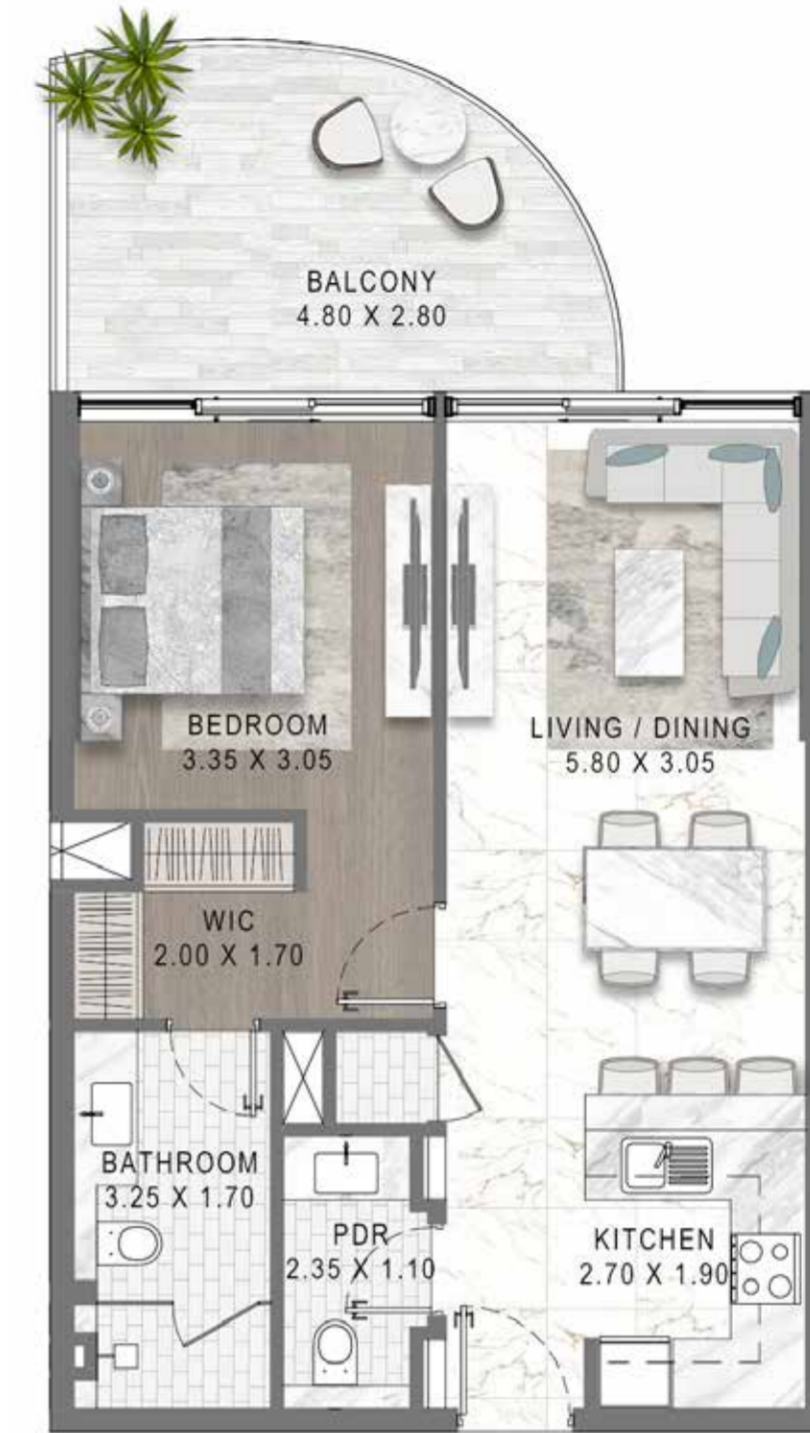 BALCONY
4.80 X 2.80
BEDROOM
3.35 X 3.05
LIVING / DINING
5.80 X 3.05
WIC
2.00 X 1.70
BATHROOM
3.25 X 1.70
PDR
2.35 X 1.10
KITCHEN
2.70 X 1.90